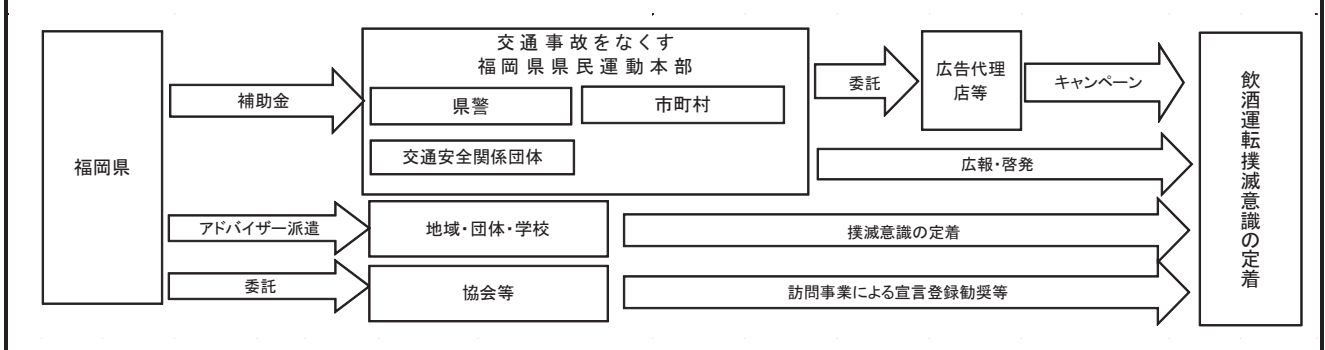 福岡県
補助金
交通事故をなくす
福岡県県民運動本部
県警
市町村
交通安全関係団体
委託
広告代理
店等
キャンペーン
広報・啓発
アドバイザー派遣
地域・団体・学校
撲滅意識の定着
委託
協会等
訪問事業による宣言登録勧奨等
飲酒運転撲滅意識の定着